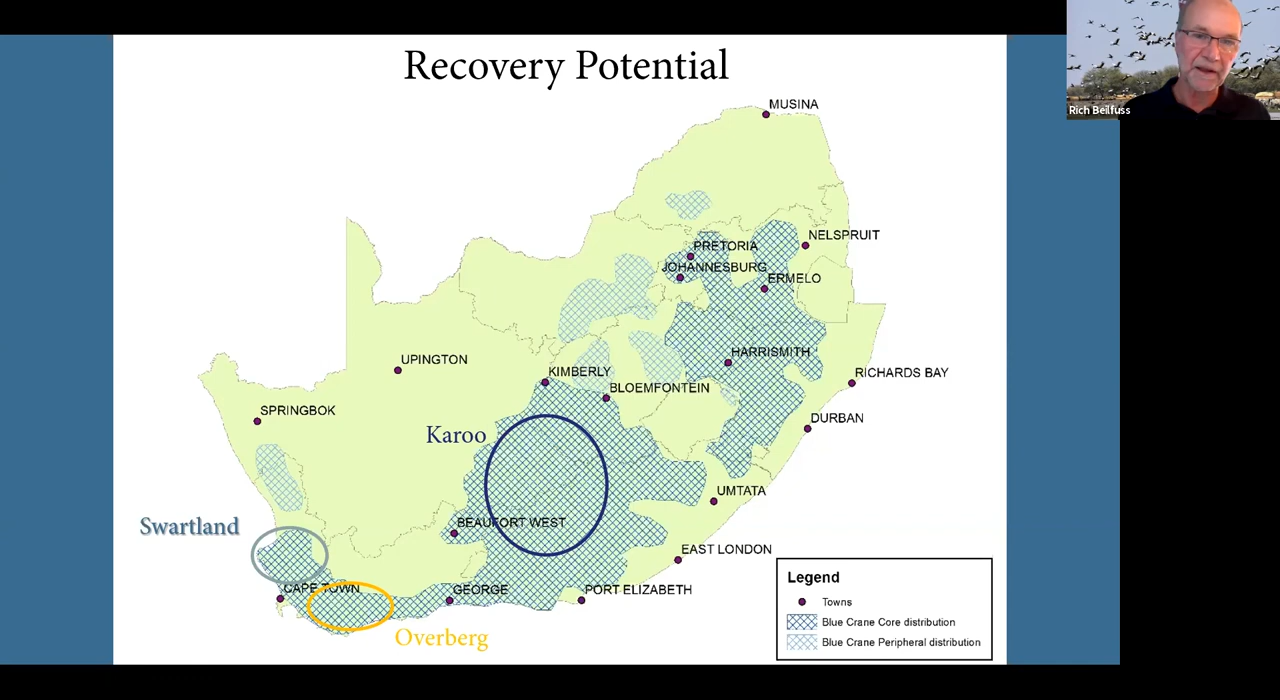 Recovery Potential
Rich Beilfuss
MUSINA
NELSPRUIT
PRETORIA
JOHANNESBURG
ERMELO
HARRISMITH
UPINGTON
KIMBERLY
RICHARDS BAY
BLOEMFONTEIN
SPRINGBOK
DURBAN
Karoo
UMTATA
Swartland
BEAUFORT WEST
EAST LONDON
CAPE TOWN
GEORGE
PORT ELIZABETH
Overberg
Legend
Towns
Blue Crane Core distribution
Blue Crane Peripheral distribution